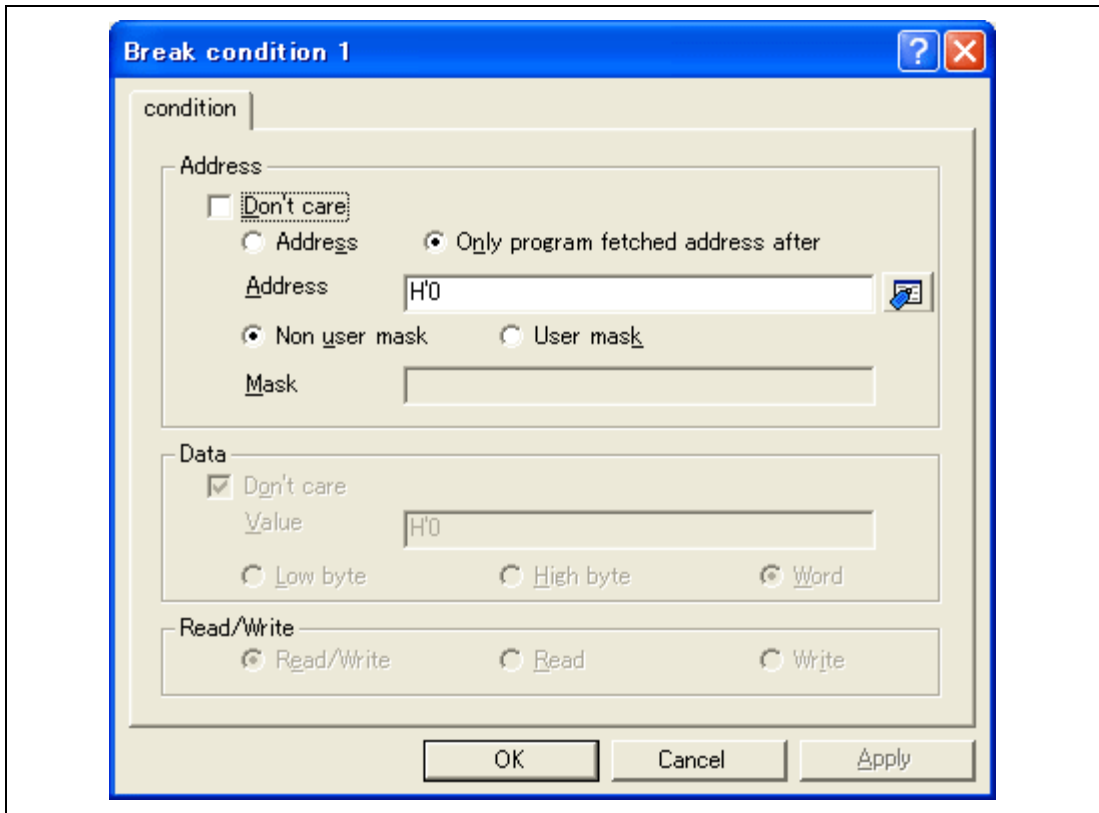 Break condition 1
condition
Address
Don't care
Address Only program fetched address after
Address H'0
Non user mask User mask
Mask
Data
Don't care
Value H'0
Low byte High byte Word
Read/Write
Read/Write Read Write
OK Cancel Apply